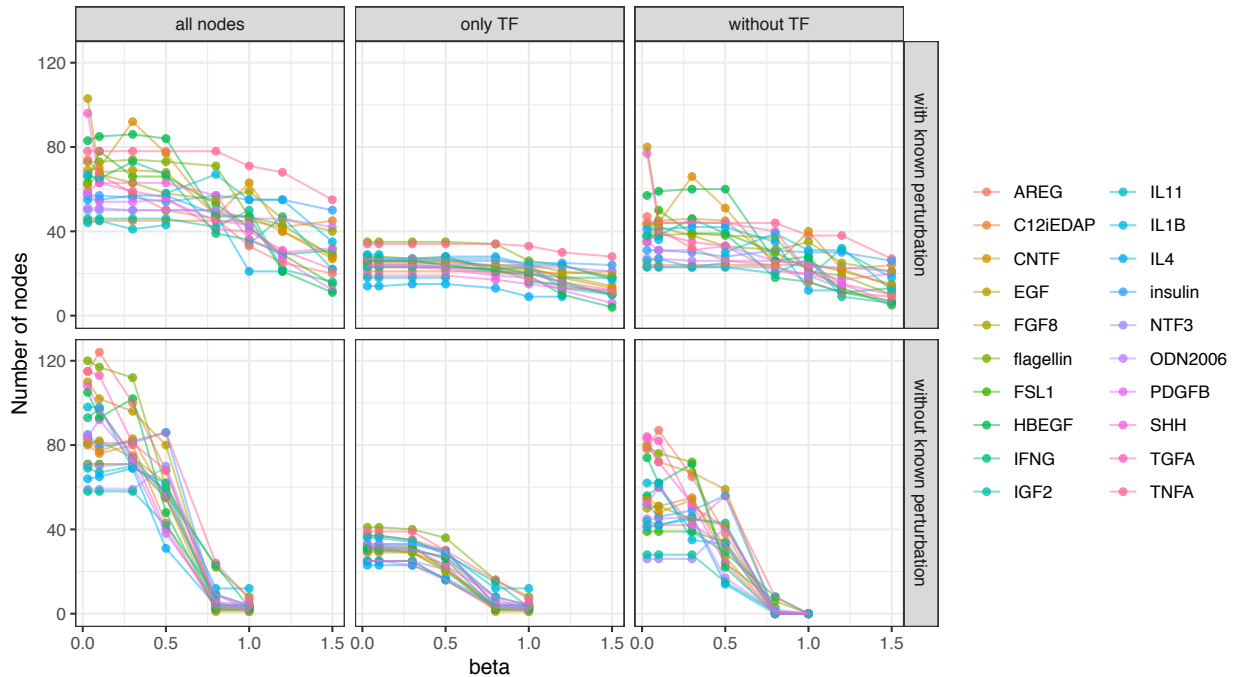 all nodes
only TF
without TF
120
80
40
0
with known perturbation
120
80
40
0
without known perturbation
Number of nodes
0.0 0.5 1.0 1.5
0.0 0.5 1.0 1.5
0.0 0.5 1.0 1.5
beta
AREG
C12iEDAP
CNTF
EGF
FGF8
flagellin
FSL1
HBEGF
IFNG
IGF2
IL11
IL1B
IL4
insulin
NTF3
ODN2006
PDGFB
SHH
TGFA
TNFA